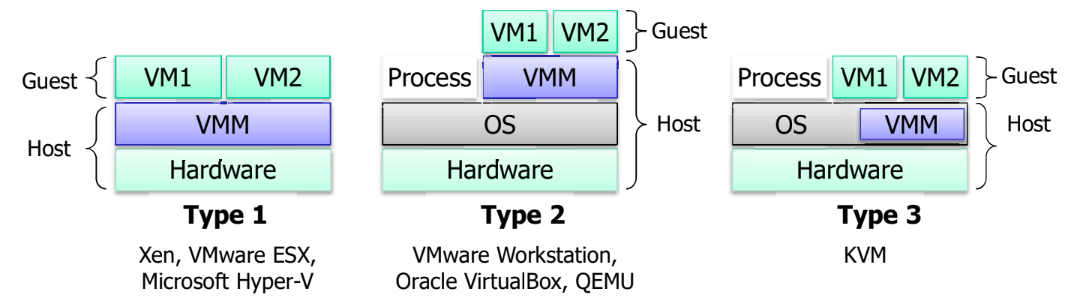 Guest
VM1
VM2
Host
VMM
Hardware
Type 1
Xen, VMware ESX,
Microsoft Hyper-V
VM1
VM2
Guest
Process
VMM
OS
Host
Hardware
Type 2
VMware Workstation,
Oracle VirtualBox, QEMU
Process
VM1
VM2
Guest
OS
VMM
Host
Hardware
Type 3
KVM